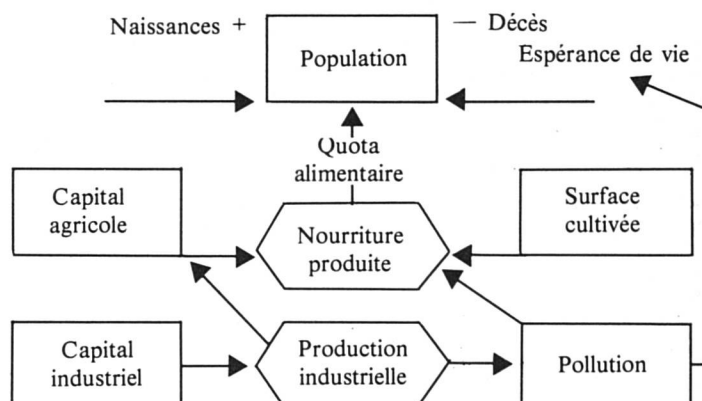 Naissances +
— Décès
Espérance de vie
Population
Quota
alimentaire
Capital
agricole
Nourriture
produite
Surface
cultivée
Capital
industriel
Production
industrielle
Pollution